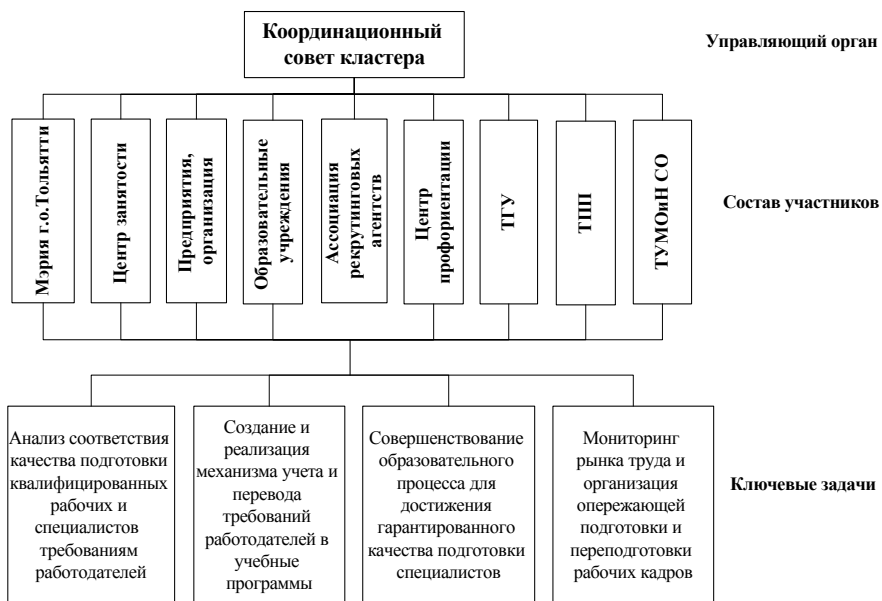 Координационный
совет кластера
Управляющий орган
Мэрия г.о.Тольятти
Центр занятости
Предприятия,
организация
Образовательные
учреждения
Ассоциация
рекрутинговых
агентств
Центр
профориентации
ТГУ
ТПП
ТУМОиН СО
Состав участников
Анализ соответствия
качества подготовки
квалифицированных
рабочих и
специалистов
требованиям
работодателей
Создание и
реализация
механизма учета и
перевода
требований
работодателей в
учебные
программы
Совершенствование
образовательного
процесса для
достижения
гарантированного
качества подготовки
специалистов
Мониторинг
рынка труда и
организация
опережающей
подготовки и
переподготовки
рабочих кадров
Ключевые задачи